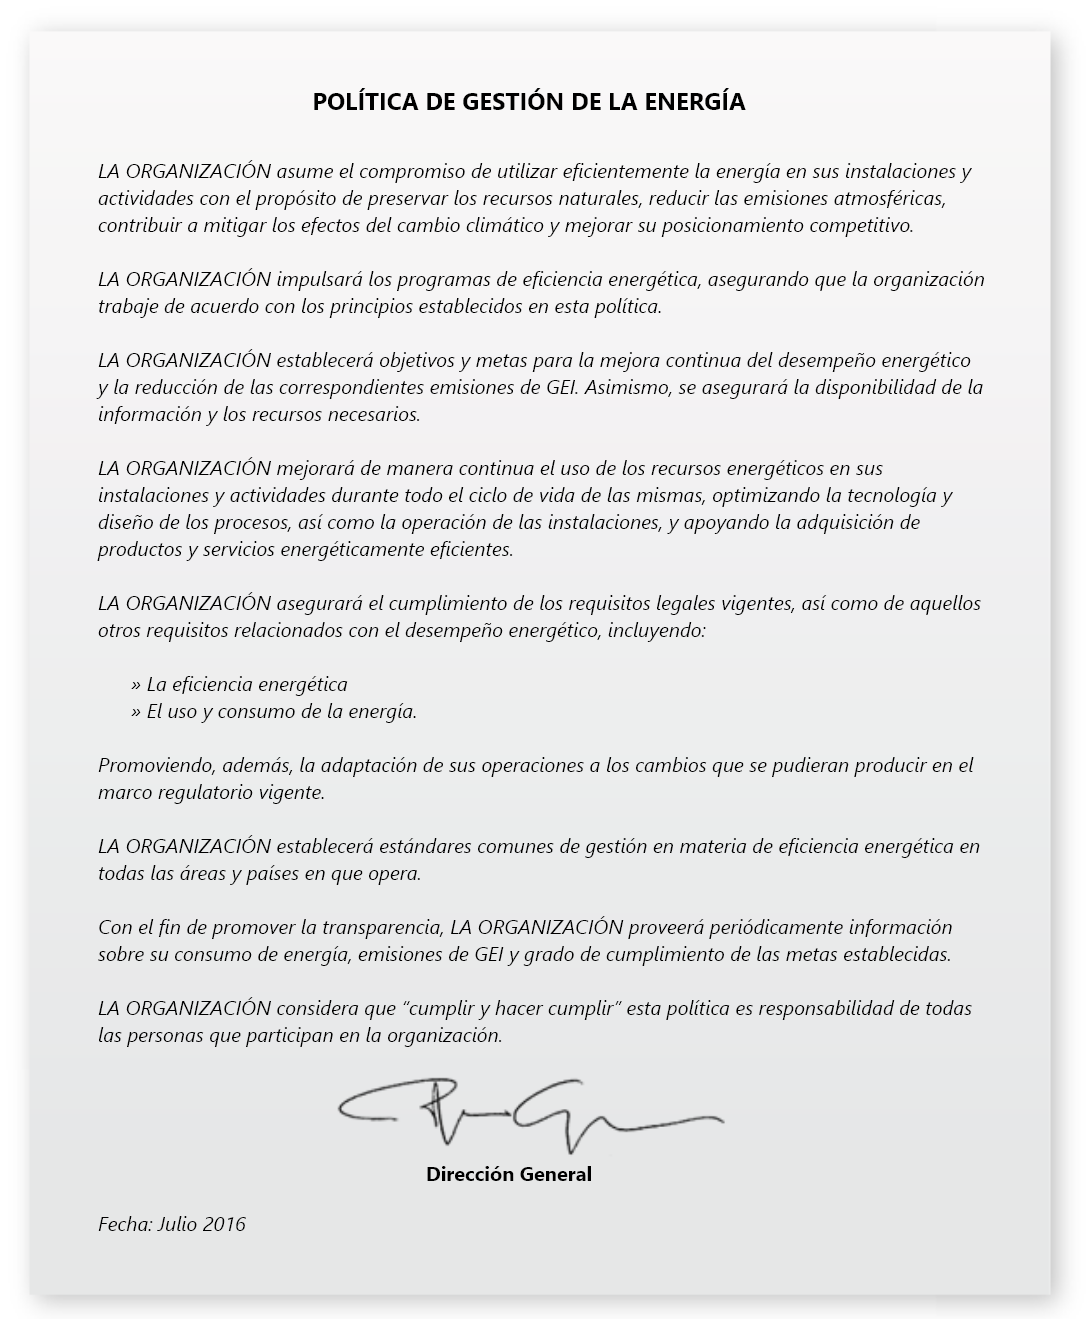 POLÍTICA DE GESTIÓN DE LA ENERGÍA
LA ORGANIZACIÓN asume el compromiso de utilizar eficientemente la energía en sus instalaciones y
actividades con el propósito de preservar los recursos naturales, reducir las emisiones atmosféricas,
contribuir a mitigar los efectos del cambio climático y mejorar su posicionamiento competitivo.
LA ORGANIZACIÓN impulsará los programas de eficiencia energética, asegurando que la organización
trabaje de acuerdo con los principios establecidos en esta política.
LA ORGANIZACIÓN establecerá objetivos y metas para la mejora continua del desempeño energético
y la reducción de las correspondientes emisiones de GEI. Asimismo, se asegurará la disponibilidad de la
información y los recursos necesarios.
LA ORGANIZACIÓN mejorará de manera continua el uso de los recursos energéticos en sus
instalaciones y actividades durante todo el ciclo de vida de las mismas, optimizando la tecnología y
diseño de los procesos, así como la operación de las instalaciones, y apoyando la adquisición de
productos y servicios energéticamente eficientes.
LA ORGANIZACIÓN asegurará el cumplimiento de los requisitos legales vigentes, así como de aquellos
otros requisitos relacionados con el desempeño energético, incluyendo:
» La eficiencia energética
» El uso y consumo de la energía.
Promoviendo, además, la adaptación de sus operaciones a los cambios que se pudieran producir en el
marco regulatorio vigente.
LA ORGANIZACIÓN establecerá estándares comunes de gestión en materia de eficiencia energética en
todas las áreas y países en que opera.
Con el fin de promover la transparencia, LA ORGANIZACIÓN proveerá periódicamente información
sobre su consumo de energía, emisiones de GEI y grado de cumplimiento de las metas establecidas.
LA ORGANIZACIÓN considera que “cumplir y hacer cumplir” esta política es responsabilidad de todas
las personas que participan en la organización.
Dirección General
Fecha: Julio 2016